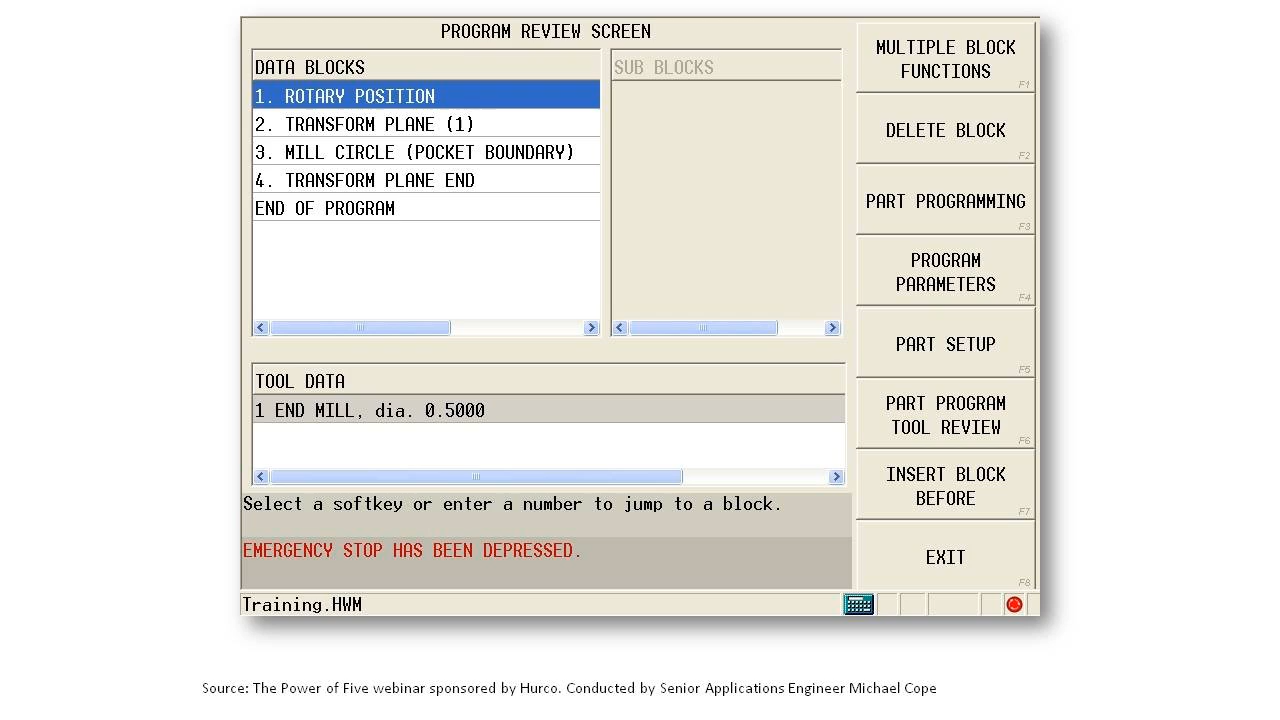 PROGRAM REVIEW SCREEN
DATA BLOCKS
1. ROTARY POSITION
2. TRANSFORM PLANE (1)
3. MILL CIRCLE (POCKET BOUNDARY)
4. TRANSFORM PLANE END
END OF PROGRAM
SUB BLOCKS
TOOL DATA
1 END MILL, dia. 0.5000
Select a softkey or enter a number to jump to a block.
EMERGENCY STOP HAS BEEN DEPRESSED.
Training.HWM
MULTIPLE BLOCK
FUNCTIONS
F1
DELETE BLOCK
F2
PART PROGRAMMING
F3
PROGRAM
PARAMETERS
F4
PART SETUP
F5
PART PROGRAM
TOOL REVIEW
F6
INSERT BLOCK
BEFORE
F7
EXIT
F8
Source: The Power of Five webinar sponsored by Hurco. Conducted by Senior Applications Engineer Michael Cope